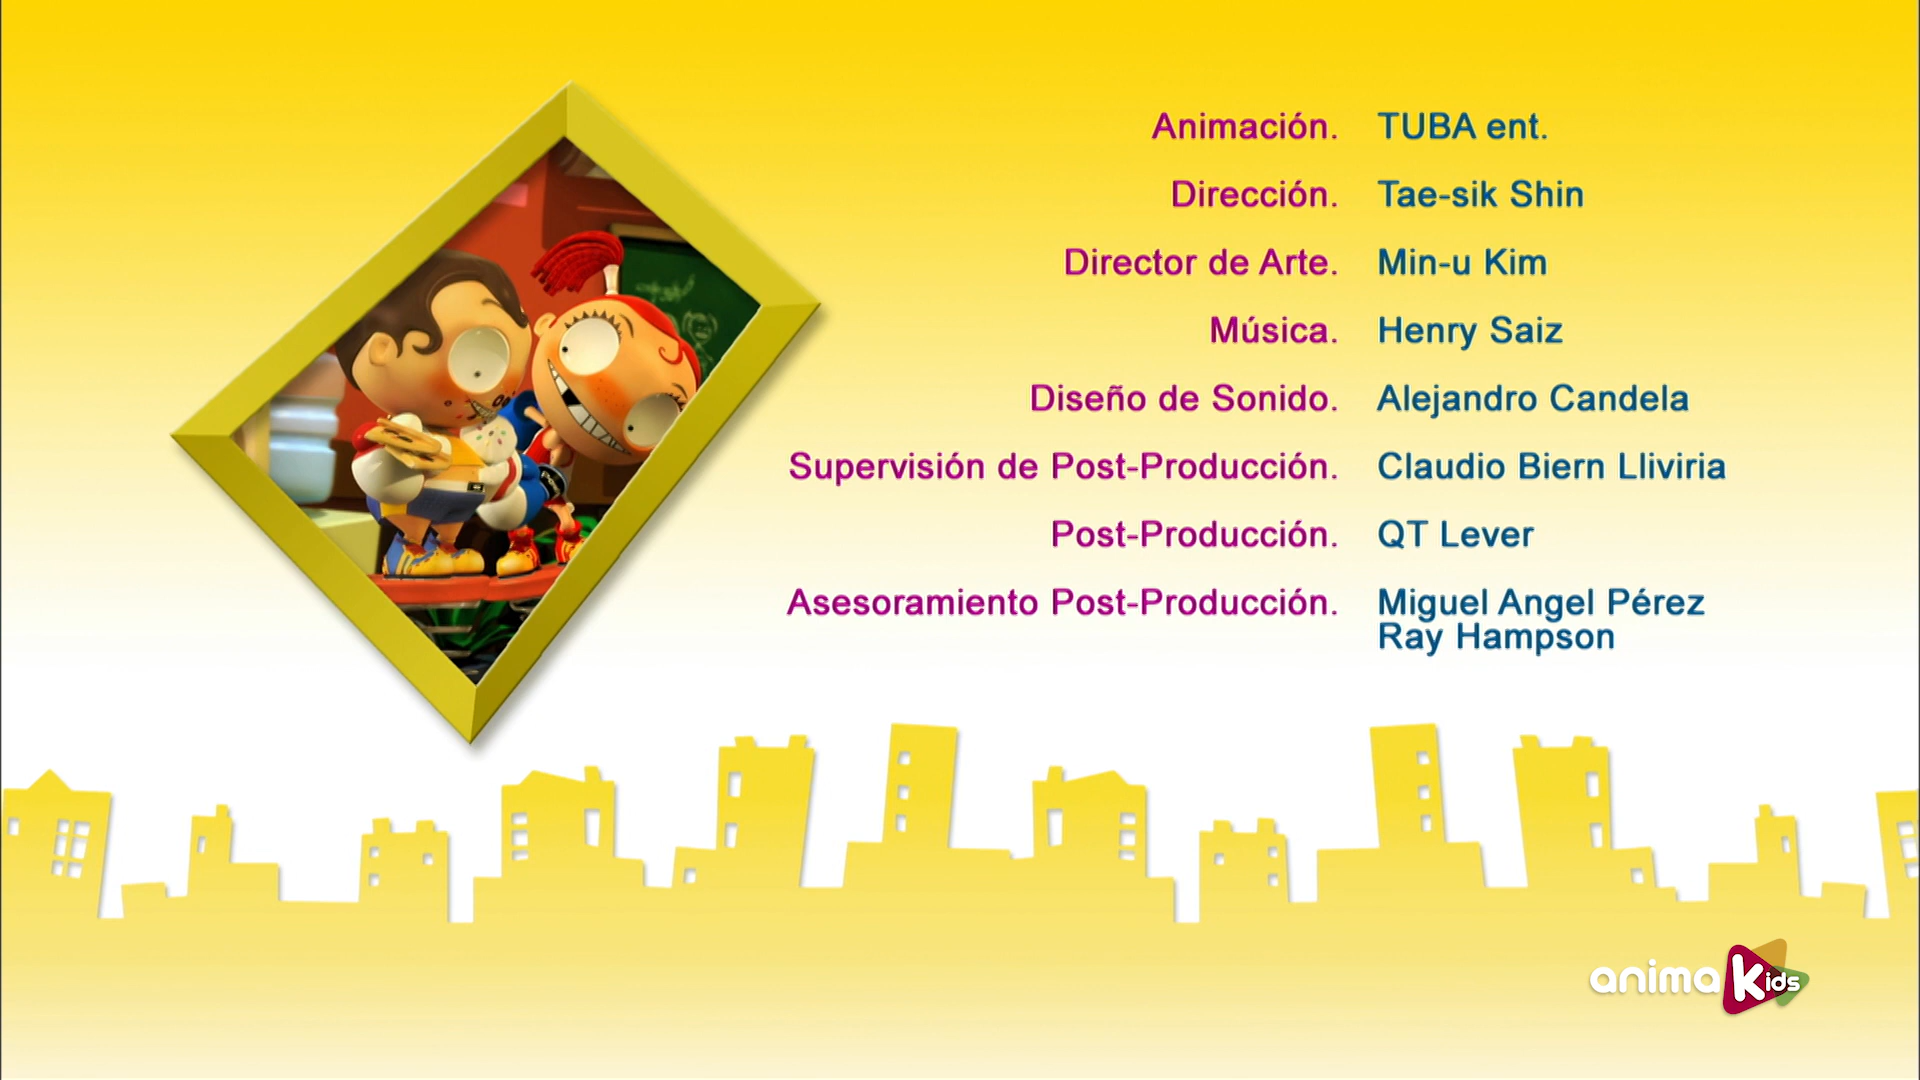 Animación. TUBA ent.
Dirección. Tae-sik Shin
Director de Arte. Min-u Kim
Música. Henry Saiz
Diseño de Sonido. Alejandro Candela
Supervisión de Post-Producción. Claudio Biern Lliviria
Post-Producción. QT Lever
Asesoramiento Post-Producción. Miguel Angel Pérez
Ray Hampson
anima Kids